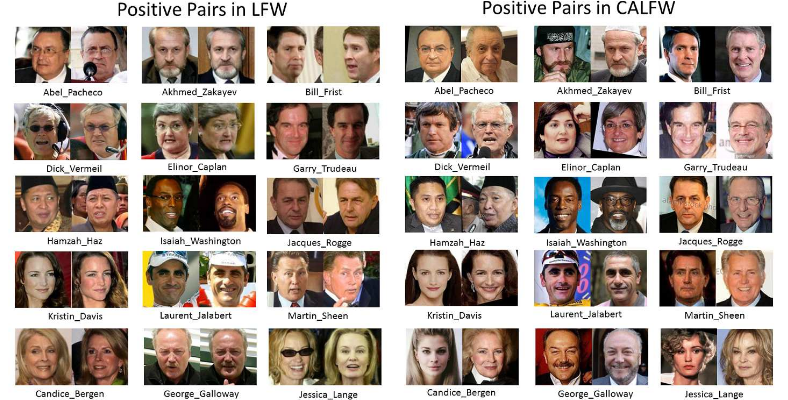 Positive Pairs in LFW
Positive Pairs in CALFW
Abel_Pacheco
Akhmed_Zakayev
Bill_Frist
Abel_Pacheco
Akhmed_Zakayev
Bill_Frist
Dick_Vermeil
Elinor_Caplan
Garry_Trudeau
Dick_Vermeil
Elinor_Caplan
Garry_Trudeau
Hamzah_Haz
Isaiah_Washington
Jacques_Rogge
Hamzah_Haz
Isaiah_Washington
Jacques_Rogge
Kristin_Davis
Laurent_Jalabert
Martin_Sheen
Kristin_Davis
Laurent_Jalabert
Martin_Sheen
Candice_Bergen
George_Galloway
Jessica_Lange
Candice_Bergen
George_Galloway
Jessica_Lange